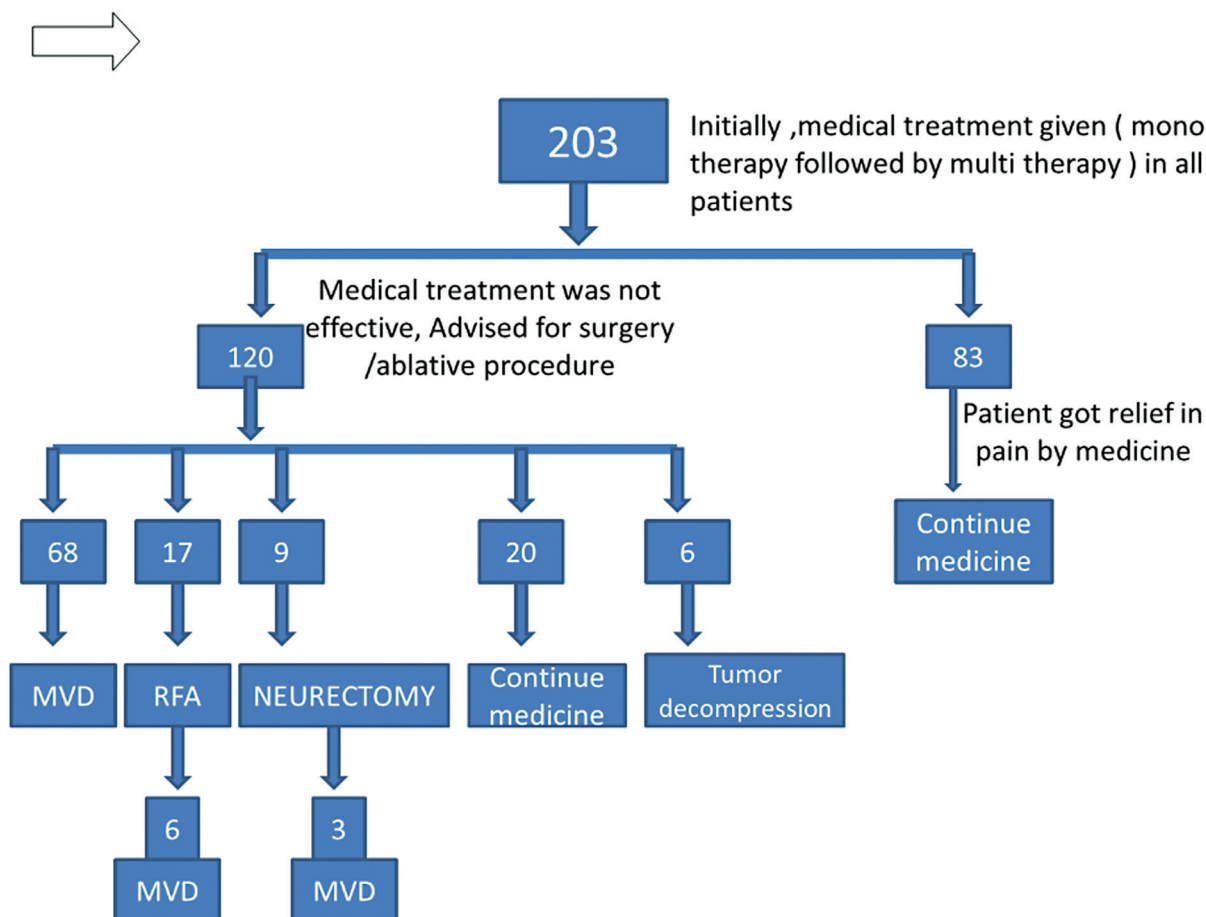 203
Initially ,medical treatment given ( mono
therapy followed by multi therapy ) in all
patients
Medical treatment was not
effective, Advised for surgery
/ablative procedure
120
83
Patient got relief in
pain by medicine
Continue
medicine
68
17
9
20
6
MVD
RFA
NEURECTOMY
Continue
medicine
Tumor
decompression
6
MVD
3
MVD